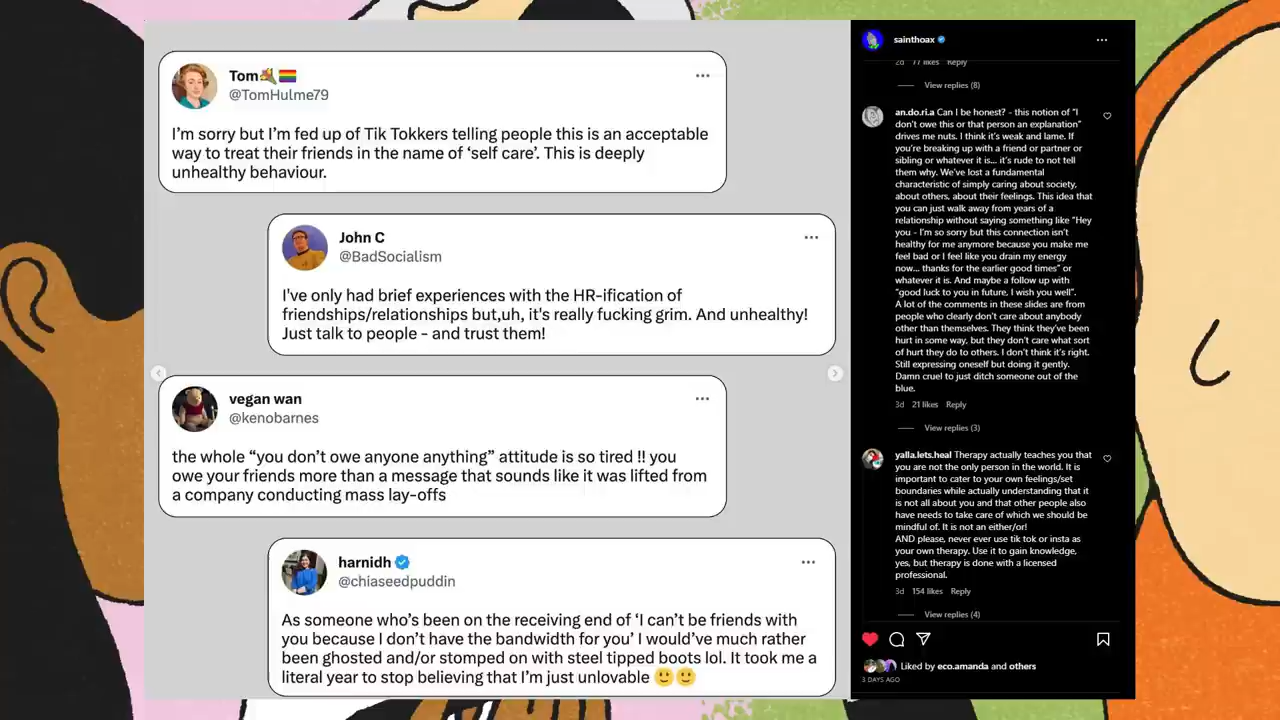 Tom
@TomHulme79
I'm sorry but I'm fed up of Tik Tokkers telling people this is an acceptable
way to treat their friends in the name of 'self care'. This is deeply
unhealthy behaviour.
John C
@BadSocialism
I've only had brief experiences with the HR-ification of
friendships/relationships but,uh, it's really fucking grim. And unhealthy!
Just talk to people - and trust them!
vegan wan
@kenobarnes
the whole "you don't owe anyone anything" attitude is so tired !! you
owe your friends more than a message that sounds like it was lifted from
a company conducting mass lay-offs
harnidh
@chiaseedpuddin
As someone who's been on the receiving end of 'I can't be friends with
you because I don't have the bandwidth for you' I would've much rather
been ghosted and/or stomped on with steel tipped boots lol. It took me a
literal year to stop believing that I'm just unlovable 🙂🙂
sainthoax
2d 77 likes Reply
View replies (8)
an.do.ri.a Can I be honest? - this notion of "I
don't owe this or that person an explanation"
drives me nuts. I think it's weak and lame. If
you're breaking up with a friend or partner or
sibling or whatever it is... it's rude to not tell
them why. We've lost a fundamental
characteristic of simply caring about society,
about others, about their feelings. This idea that
you can just walk away from years of a
relationship without saying something like "Hey
you - I'm so sorry but this connection isn't
healthy for me anymore because you make me
feel bad or I feel like you drain my energy
now... thanks for the earlier good times" or
whatever it is. And maybe a follow up with
"good luck to you in future, I wish you well".
A lot of the comments in these slides are from
people who clearly don't care about anybody
other than themselves. They think they've been
hurt in some way, but they don't care what sort
of hurt they do to others. I don't think it's right.
Still expressing oneself but doing it gently.
Damn cruel to just ditch someone out of the
blue.
3d 21 likes Reply
View replies (3)
yalla.lets.heal Therapy actually teaches you that
you are not the only person in the world. It is
important to cater to your own feelings/set
boundaries while actually understanding that it
is not all about you and that other people also
have needs to take care of which we should be
mindful of. It is not an either/or!
AND please, never ever use tik tok or insta as
your own therapy. Use it to gain knowledge,
yes, but therapy is done with a licensed
professional.
3d 154 likes Reply
View replies (4)
Liked by eco.amanda and others
3 DAYS AGO